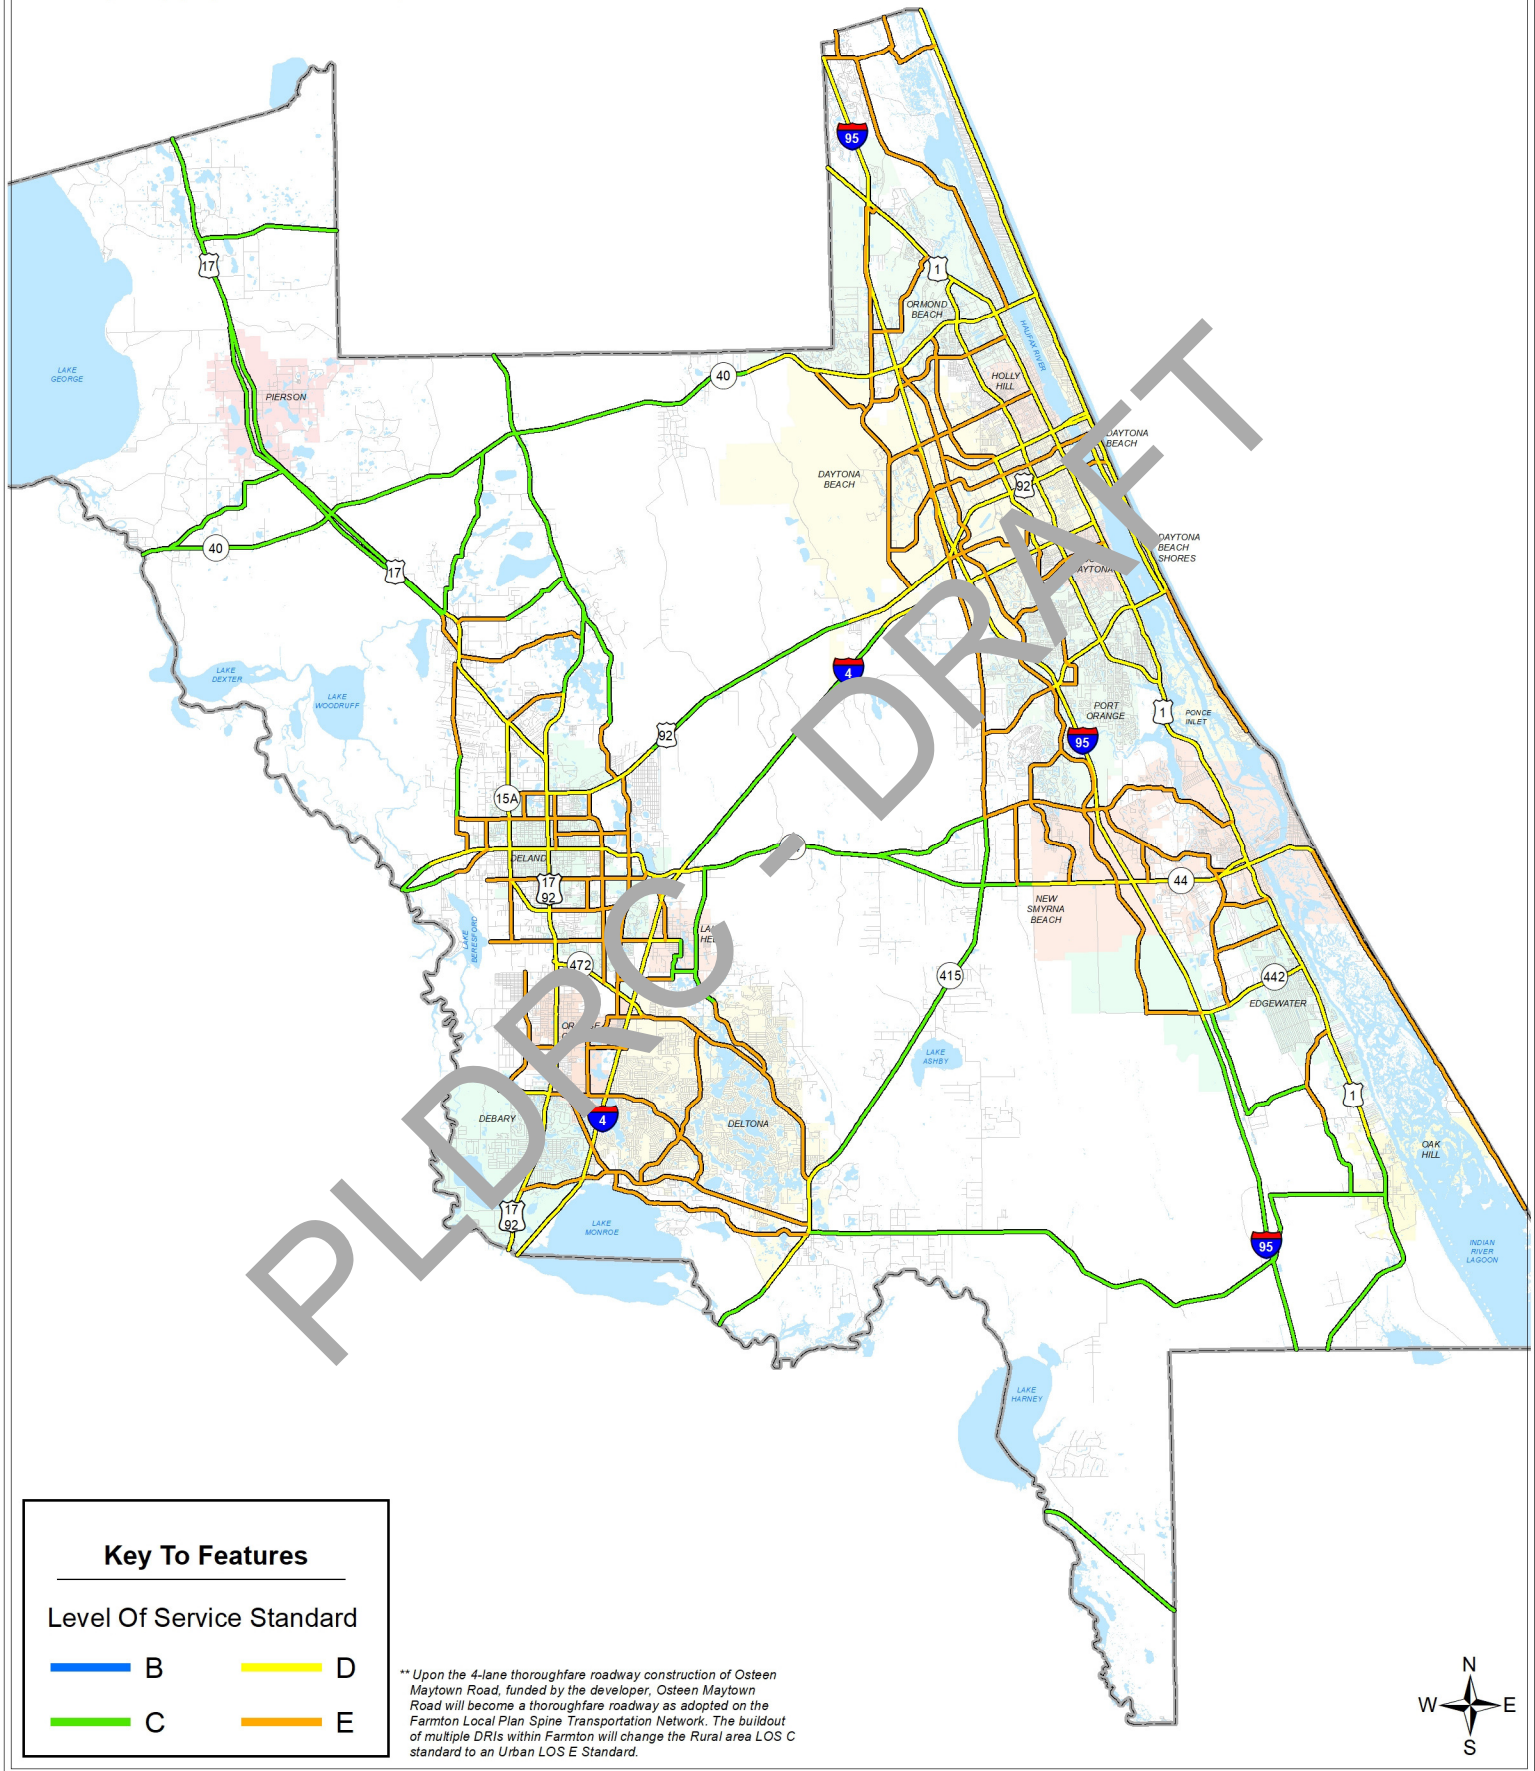 95
17
1
ORMOND
BEACH
HALIFAX RIVER
LAKE
GEORGE
40
HOLLY
HILL
PIERSON
DAYTONA
BEACH
DAYTONA
BEACH
92
40
17
DAYTONA
BEACH
SHORES
LAKE
DEXTER
4
LAKE
WOODRUFF
PORT
ORANGE
1
PONCE
INLET
92
95
15A
DELAND
44
17
92
NEW
SMYRNA
BEACH
LAKE
BERESFORD
472
415
442
EDGEWATER
LAKE
ASHBY
1
DEBARY
4
DELTONA
OAK
HILL
17
92
LAKE
MONROE
95
INDIAN
RIVER
LAGOON
LAKE
HARNEY
PLDRC - DRAFT
Key To Features
Level Of Service Standard
B
D
C
E
** Upon the 4-lane thoroughfare roadway construction of Osteen
Maytown Road, funded by the developer, Osteen Maytown
Road will become a thoroughfare roadway as adopted on the
Farmton Local Plan Spine Transportation Network. The buildout
of multiple DRIs within Farmton will change the Rural area LOS C
standard to an Urban LOS E Standard.
N
W
E
S